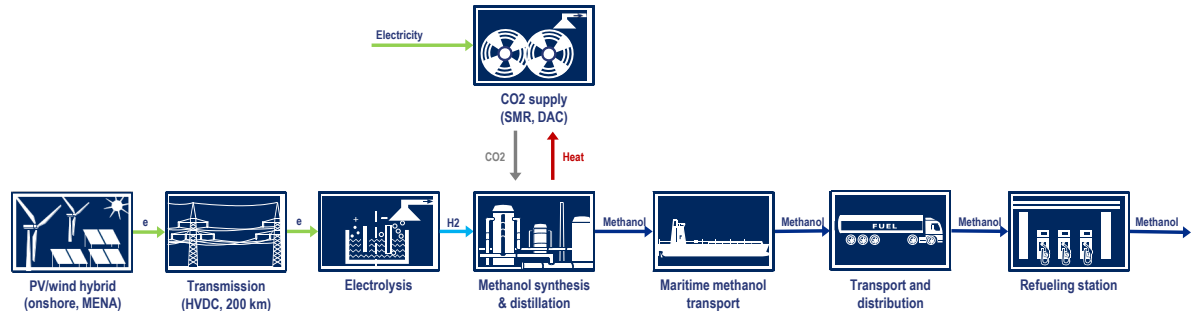 Electricity
CO2 supply
(SMR, DAC)
CO2
Heat
e
e
H2
Methanol
Methanol
Methanol
Methanol
FUEL
PV/wind hybrid
(onshore, MENA)
Transmission
(HVDC, 200 km)
Electrolysis
Methanol synthesis
& distillation
Maritime methanol
transport
Transport and
distribution
Refueling station